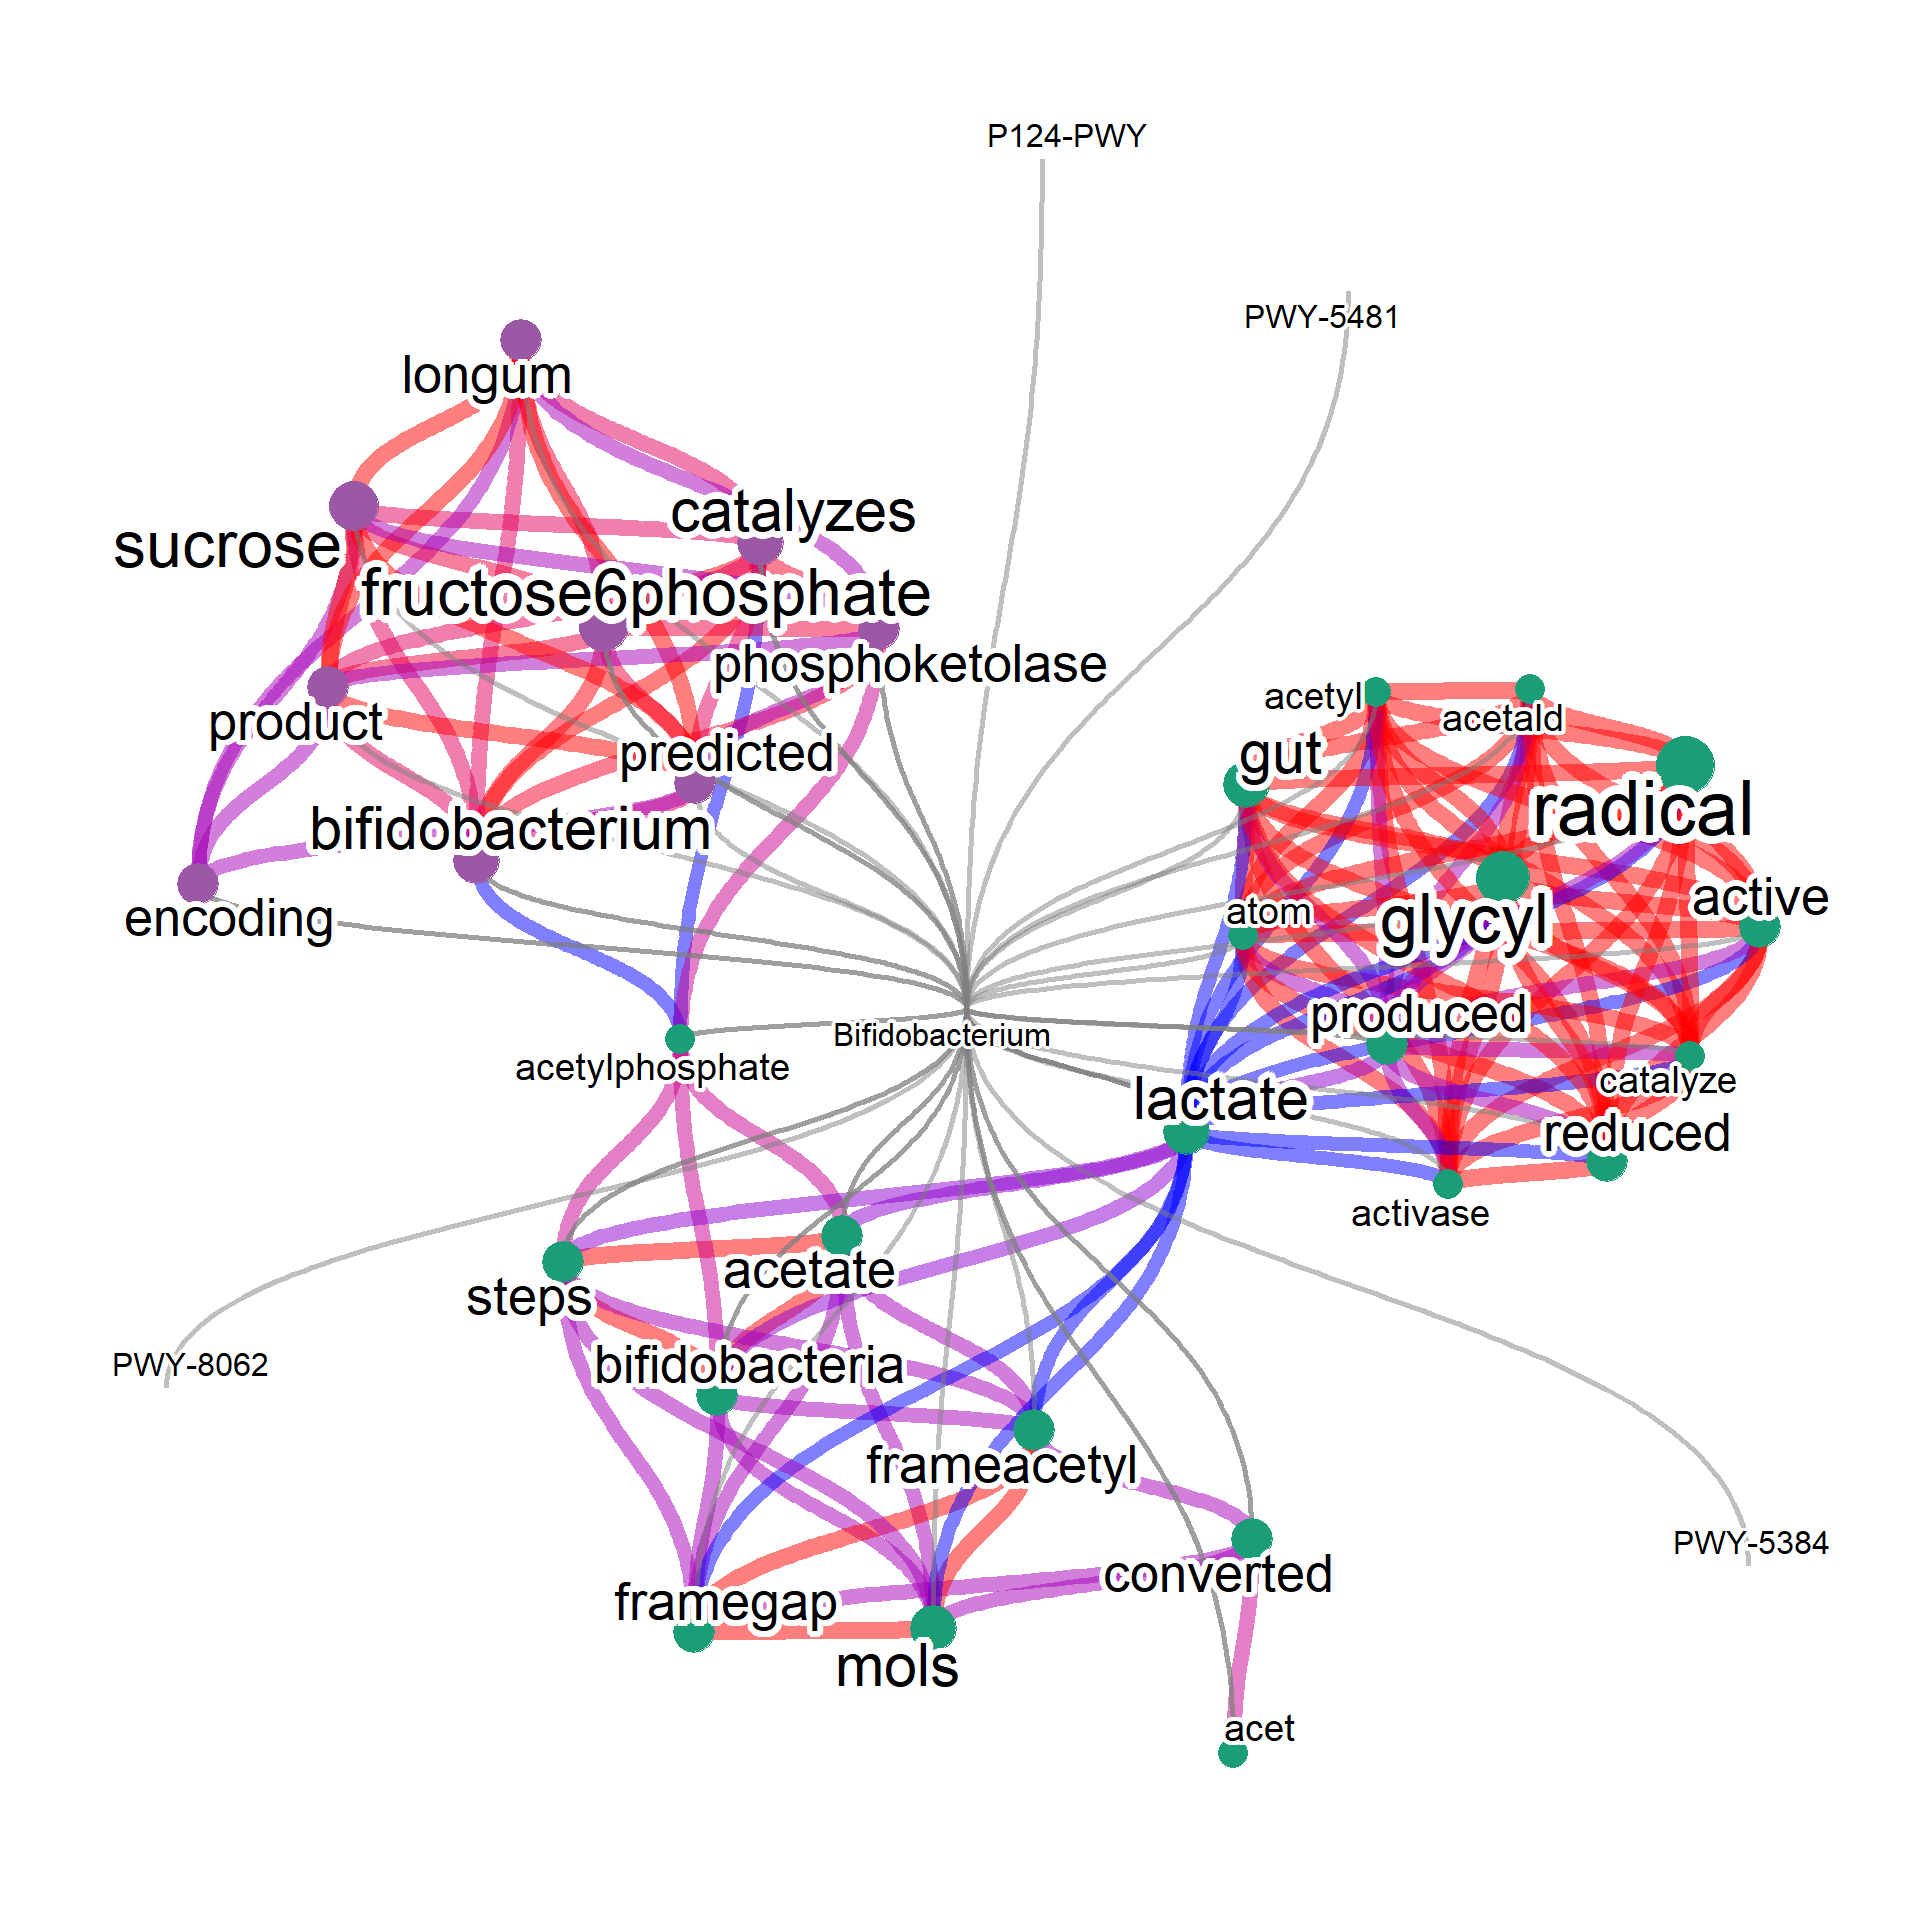 P124-PWY
PWY-5481
longum
catalyzes
sucrose
fructose6phosphate
phosphoketolase
acetyl
acetald
product
predicted
gut
radical
bifidobacterium
encoding
atom
glycyl
active
produced
Bifidobacterium
acetylphosphate
catalyze
lactate
reduced
activase
acetate
steps
PWY-8062
bifidobacteria
frameacetyl
PWY-5384
converted
framegap
mols
acet